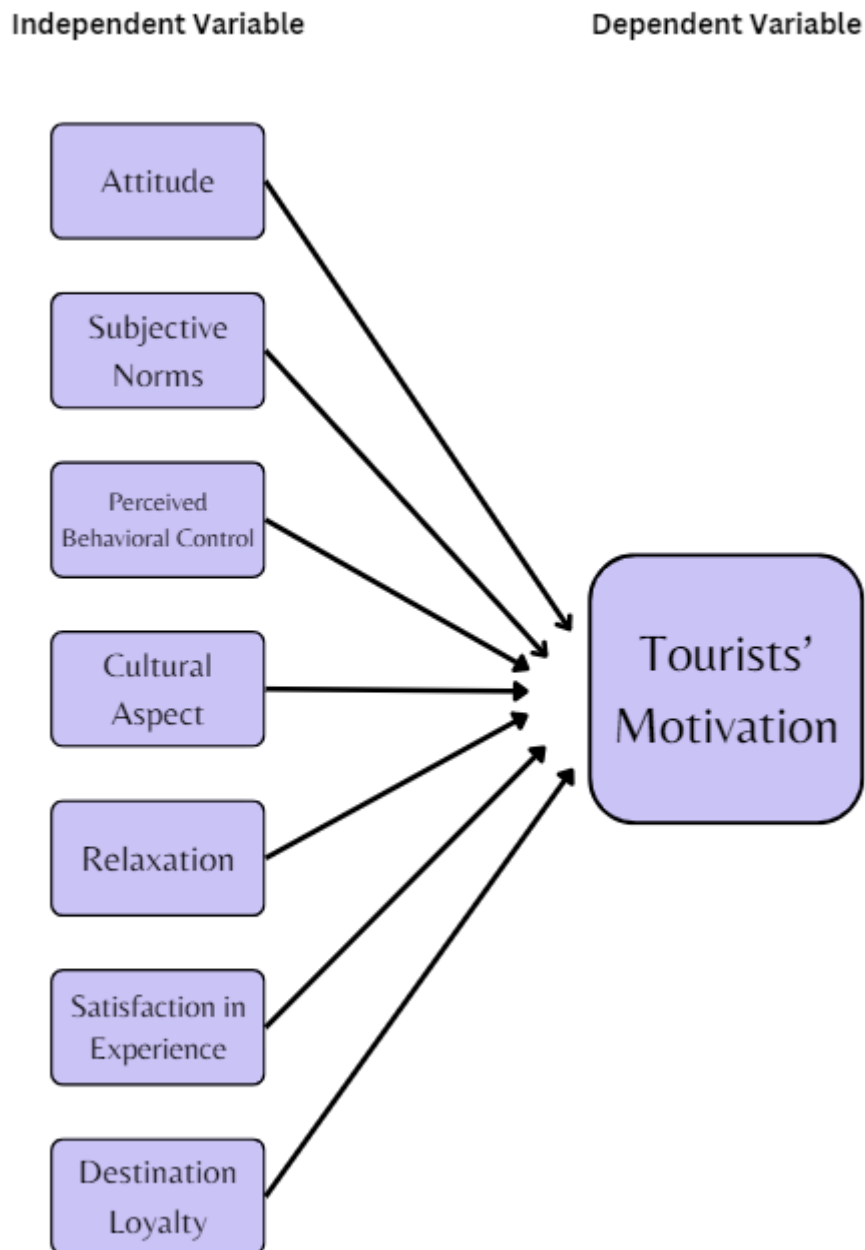 Independent Variable
Dependent Variable
Attitude
Subjective
Norms
Perceived
Behavioral Control
Cultural
Aspect
Relaxation
Satisfaction in
Experience
Destination
Loyalty
Tourists’
Motivation